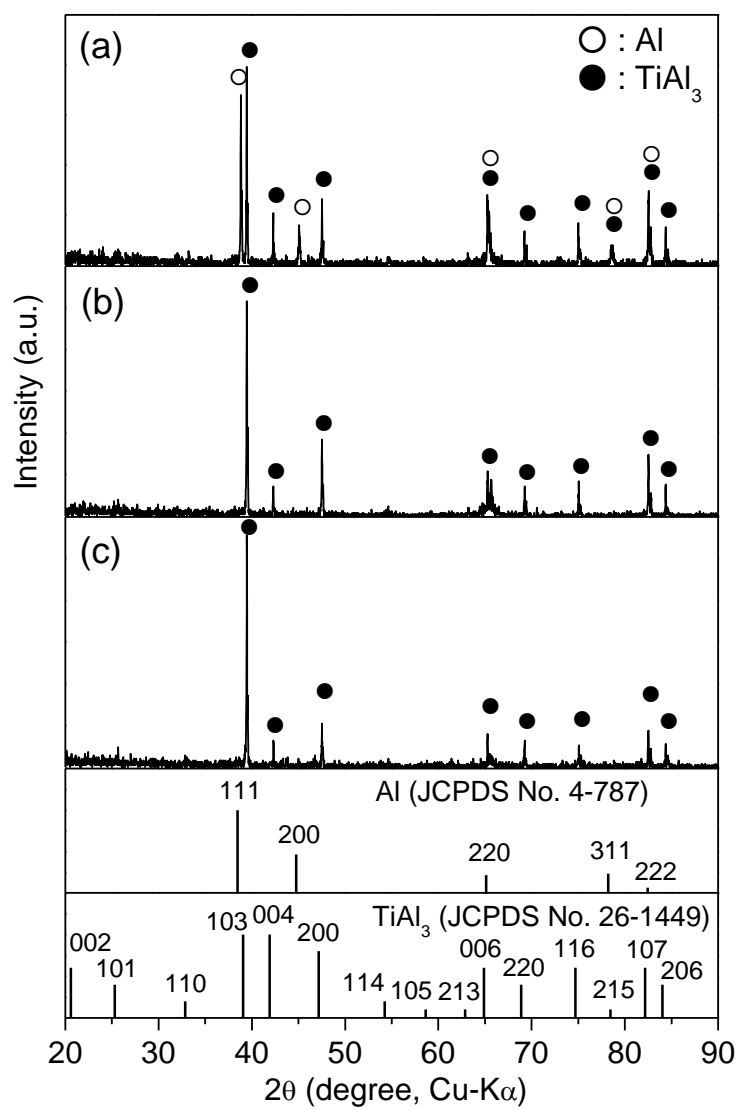 (a)
○ : Al
● : TiAl3
(b)
(c)
Intensity (a.u.)
Al (JCPDS No. 4-787)
111
200
220
311
222
TiAl3 (JCPDS No. 26-1449)
002
101
110
103
004
200
114
105
213
006
220
116
215
107
206
20 30 40 50 60 70 80 90
2θ (degree, Cu-Kα)